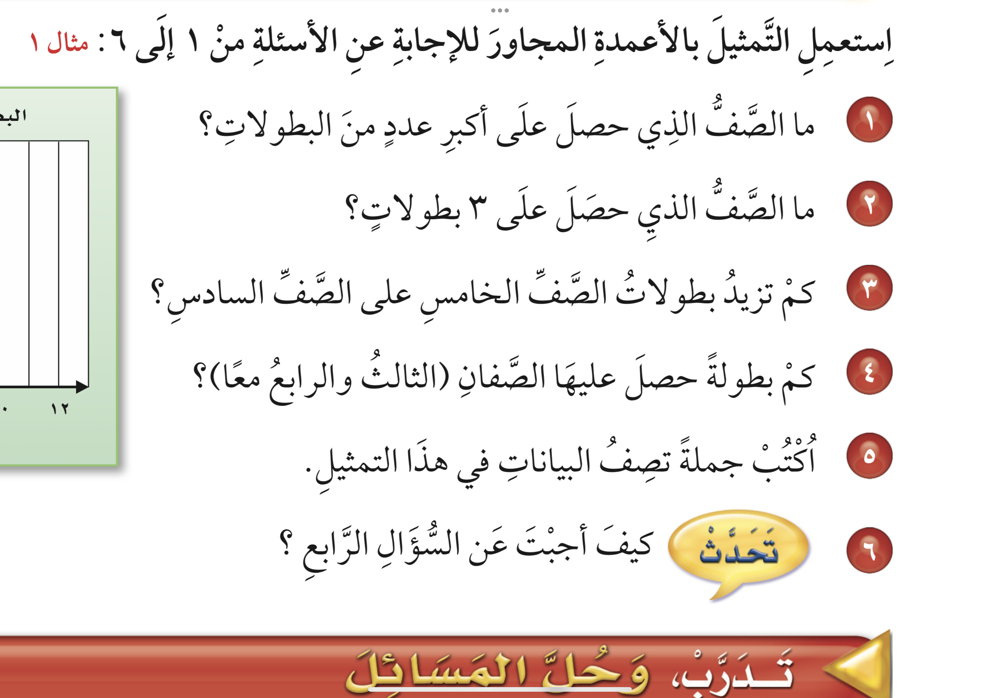 اِستعمِلِ التَّمثيلَ بالأعمدةِ المجاورَ للإجابةِ عنِ الأسئلةِ منْ ١ إلَى ٦: مثال ١
١ ما الصَّفُّ الذِي حصلَ علَى أكبرِ عددٍ منَ البطولاتِ؟
٢ ما الصَّفُّ الذيِ حصَلَ علَى ٣ بطولاتٍ؟
٣ كمْ تزيدُ بطولاتُ الصَّفِّ الخامسِ على الصَّفِّ السادسِ؟
٤ كمْ بطولةً حصلَ عليهَا الصَّفانِ (الثالثُ والرابعُ معًا)؟
٥ اُكْتُبْ جملةً تصِفُ البياناتِ في هذَا التمثيلِ.
٦ تَحَدَّثْ كيفَ أجبْتَ عَن السُّؤَالِ الرَّابعِ ؟
١٢
تَـدَرَّبْ، وَحُلَّ المَسَائِلَ